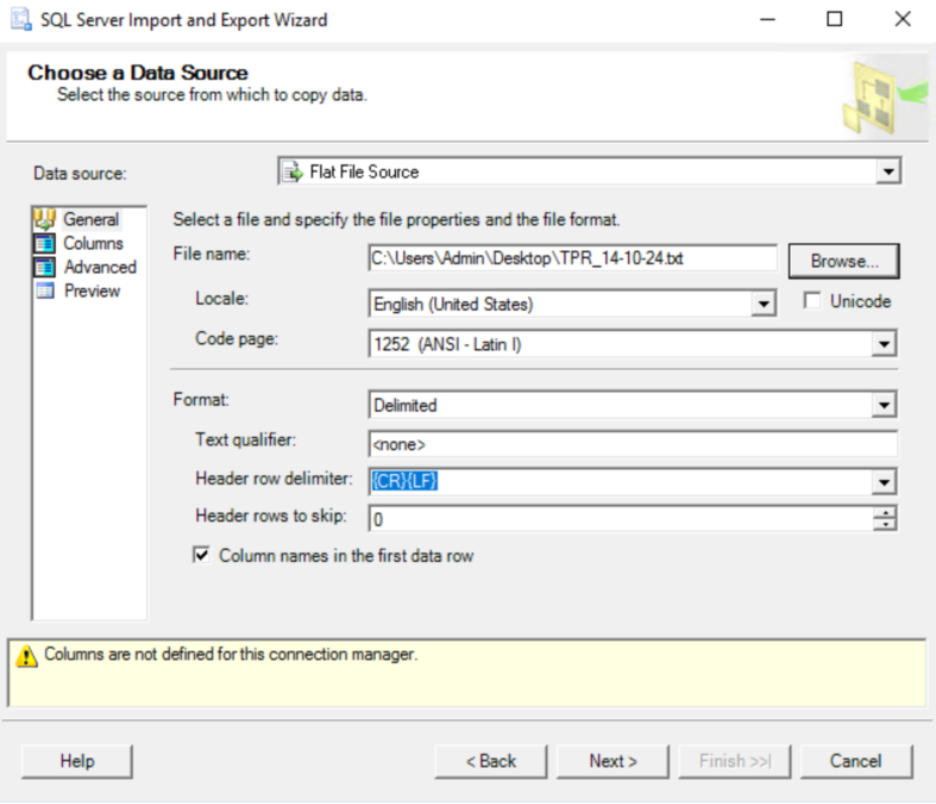 SQL Server Import and Export Wizard
Choose a Data Source
Select the source from which to copy data.
Data source: Flat File Source
General
Columns
Advanced
Preview
Select a file and specify the file properties and the file format.
File name: C:\Users\Admin\Desktop\TPR_14-10-24.txt Browse...
Locale: English (United States) Unicode
Code page: 1252 (ANSI - Latin I)
Format: Delimited
Text qualifier: <none>
Header row delimiter: {CR}{LF}
Header rows to skip: 0
Column names in the first data row
Columns are not defined for this connection manager.
Help < Back Next > Finish >>| Cancel